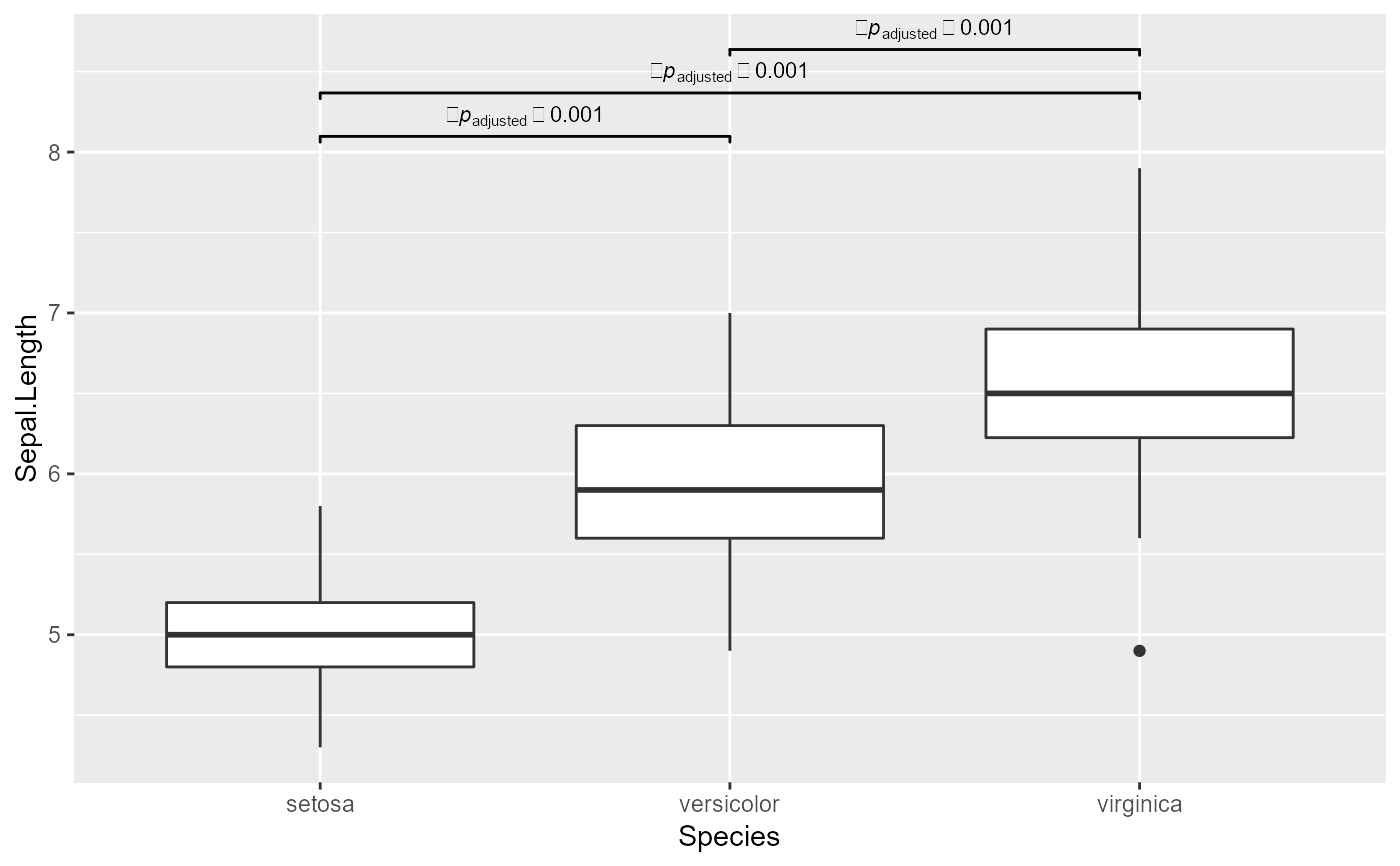 □p adjusted □ 0.001
□p adjusted □ 0.001
□p adjusted □ 0.001
8
7
6
5
Sepal.Length
setosa versicolor virginica
Species